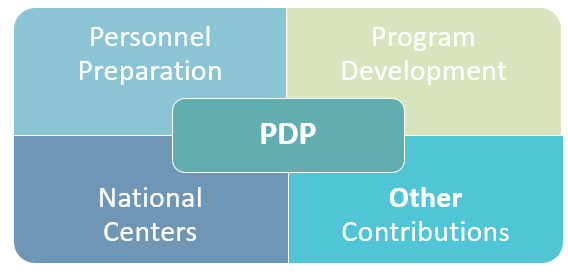 Personnel
Preparation
Program
Development
PDP
National
Centers
Other
Contributions